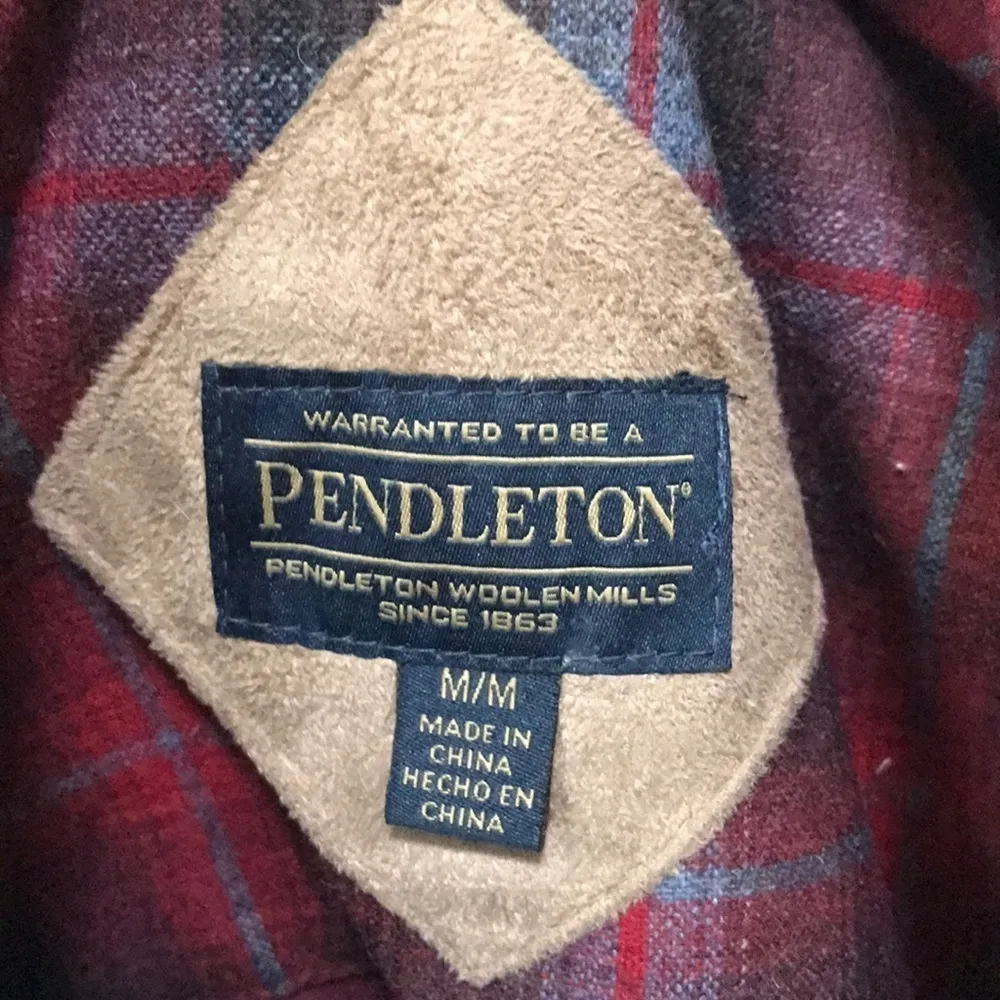 WARRANTED TO BE A
PENDLETON®
PENDLETON WOOLEN MILLS
SINCE 1863
M/M
MADE IN
CHINA
HECHO EN
CHINA